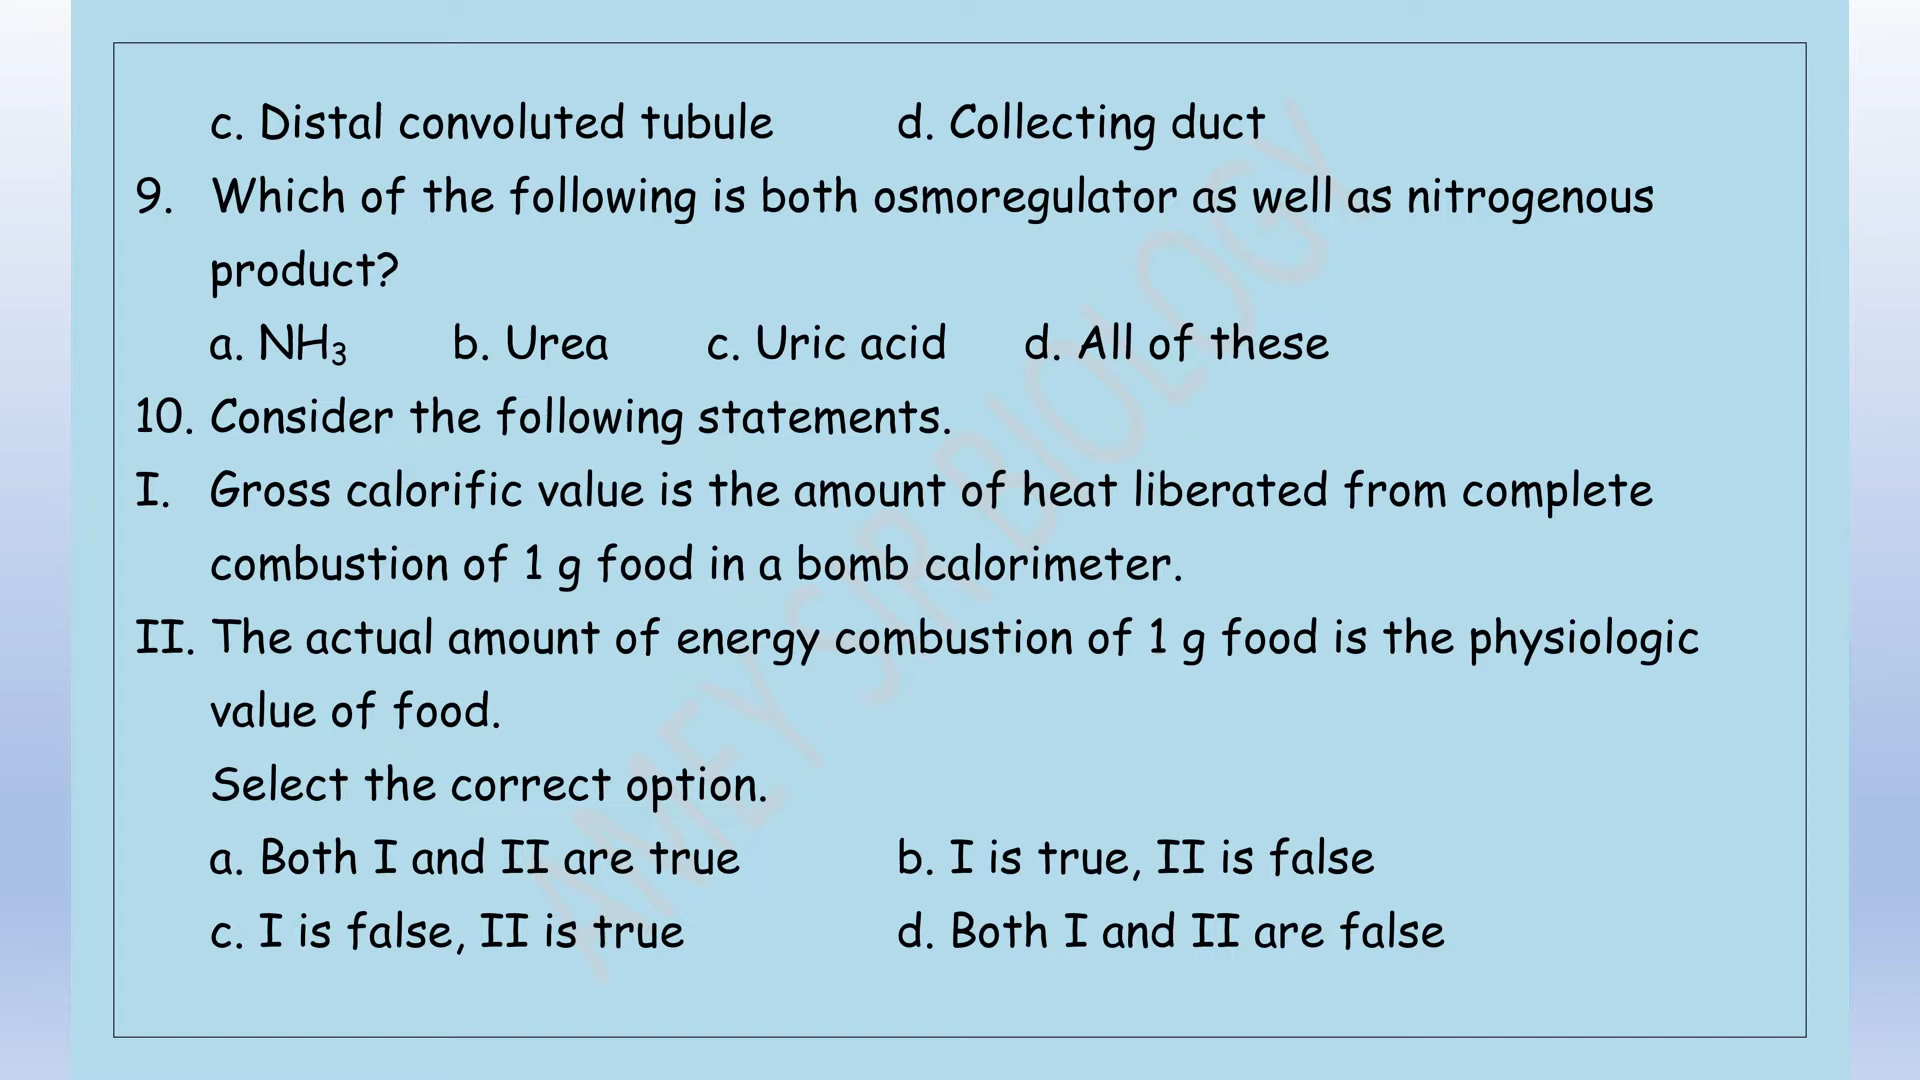 c. Distal convoluted tubule d. Collecting duct
9. Which of the following is both osmoregulator as well as nitrogenous
product?
a. NH₃ b. Urea c. Uric acid d. All of these
10. Consider the following statements.
I. Gross calorific value is the amount of heat liberated from complete
combustion of 1 g food in a bomb calorimeter.
II. The actual amount of energy combustion of 1 g food is the physiologic
value of food.
Select the correct option.
a. Both I and II are true b. I is true, II is false
c. I is false, II is true d. Both I and II are false
AMEY SIR BIOLOGY